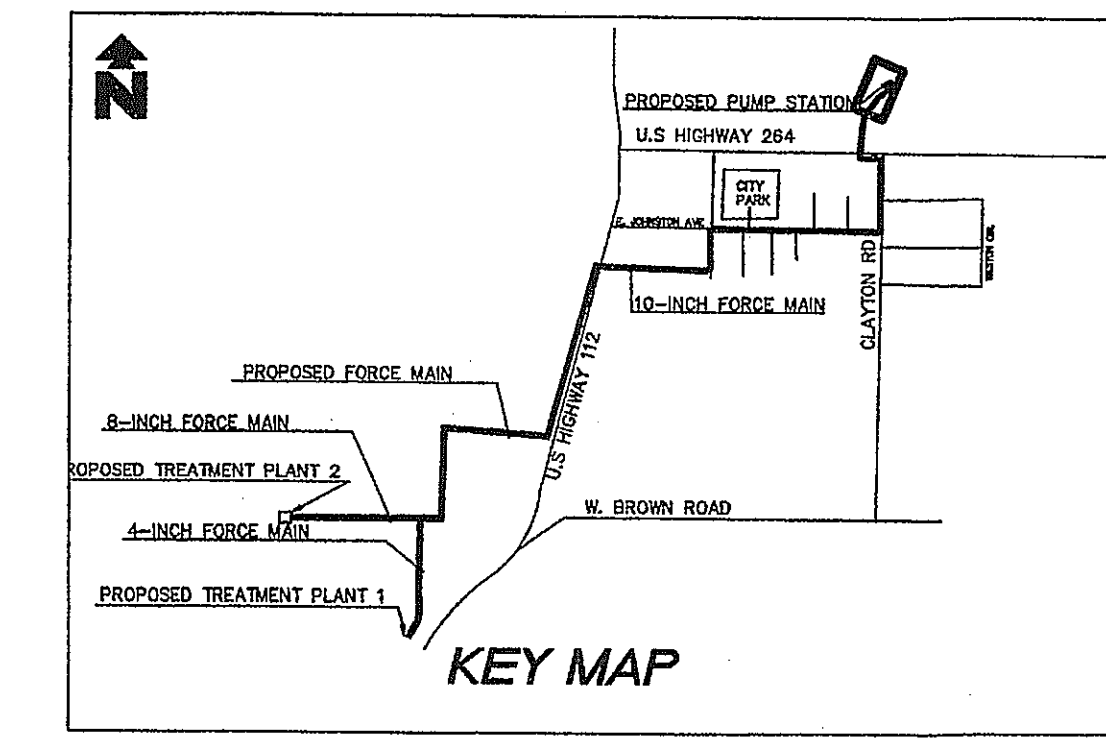 N
PROPOSED PUMP STATION
U.S HIGHWAY 264
CITY
PARK
E. JOHNSTON AVE
CLAYTON RD
10-INCH FORCE MAIN
U.S HIGHWAY 112
PROPOSED FORCE MAIN
8-INCH FORCE MAIN
ROPOSED TREATMENT PLANT 2
W. BROWN ROAD
4-INCH FORCE MAIN
PROPOSED TREATMENT PLANT 1
KEY MAP